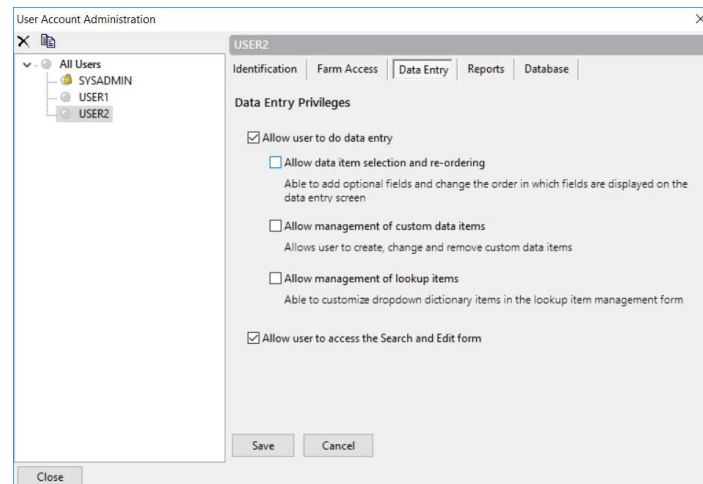 User Account Administration
USER2
All Users
SYSADMIN
USER1
USER2
Identification Farm Access Data Entry Reports Database
Data Entry Privileges
Allow user to do data entry
Allow data item selection and re-ordering
Able to add optional fields and change the order in which fields are displayed on the
data entry screen
Allow management of custom data items
Allows user to create, change and remove custom data items
Allow management of lookup items
Able to customize dropdown dictionary items in the lookup item management form
Allow user to access the Search and Edit form
Save Cancel
Close